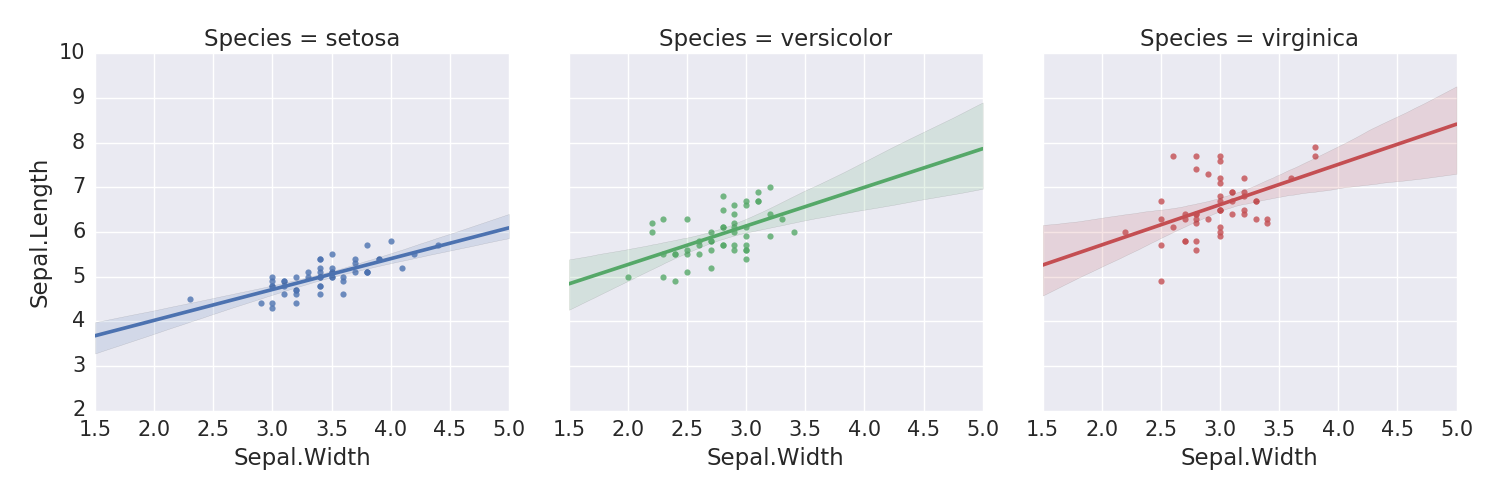 Species = setosa Species = versicolor Species = virginica
10
9
8
7
6
5
4
3
2
Sepal.Length
1.5 2.0 2.5 3.0 3.5 4.0 4.5 5.0 1.5 2.0 2.5 3.0 3.5 4.0 4.5 5.0 1.5 2.0 2.5 3.0 3.5 4.0 4.5 5.0
Sepal.Width Sepal.Width Sepal.Width